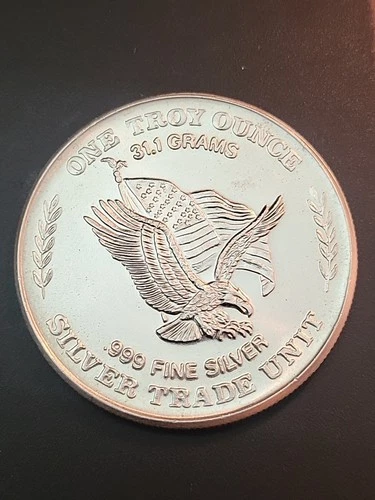 ONE TROY OUNCE
31.1 GRAMS
.999 FINE SILVER
SILVER TRADE UNIT